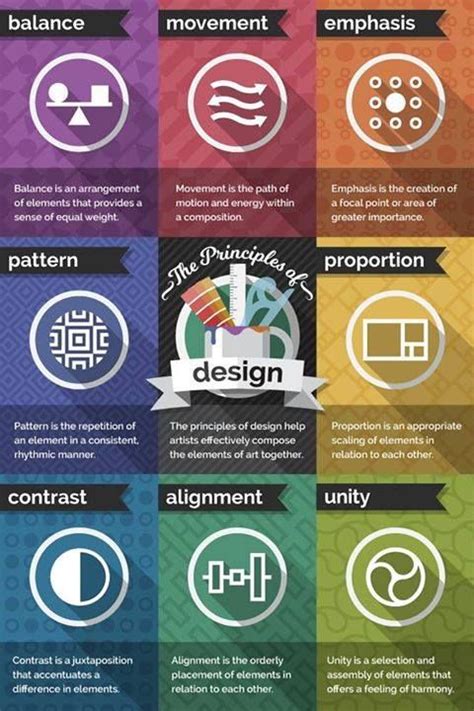 balance
movement
emphasis
Balance is an arrangement
of elements that provides a
sense of equal weight.
Movement is the path of
motion and energy within
a composition.
Emphasis is the creation of
a focal point or area of
greater importance.
pattern
The Principles of
design
proportion
Pattern is the repetition of
an element in a consistent,
rhythmic manner.
The principles of design help
artists effectively compose
the elements of art together.
Proportion is an appropriate
scaling of elements in
relation to each other.
contrast
alignment
unity
Contrast is a juxaposition
that accentuates a
difference in elements.
Alignment is the orderly
placement of elements in
relation to each other.
Unity is a selection and
assembly of elements that
offers a feeling of harmony.